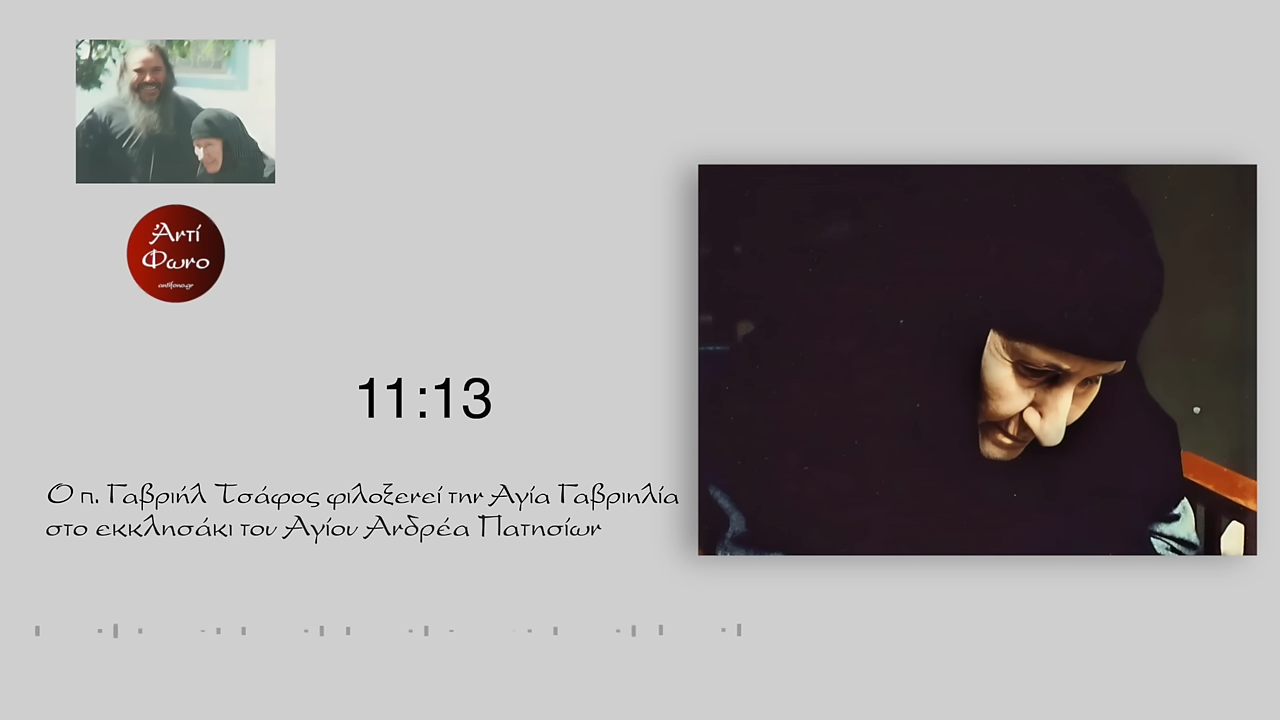 Ἀντί
Φωνο
antifono.gr
11:13
Ο π. Γαβριήλ Τσάφος φιλοξενεί την Αγία Γαβριηλία
στο εκκλησάκι του Αγίου Ανδρέα Πατησίων